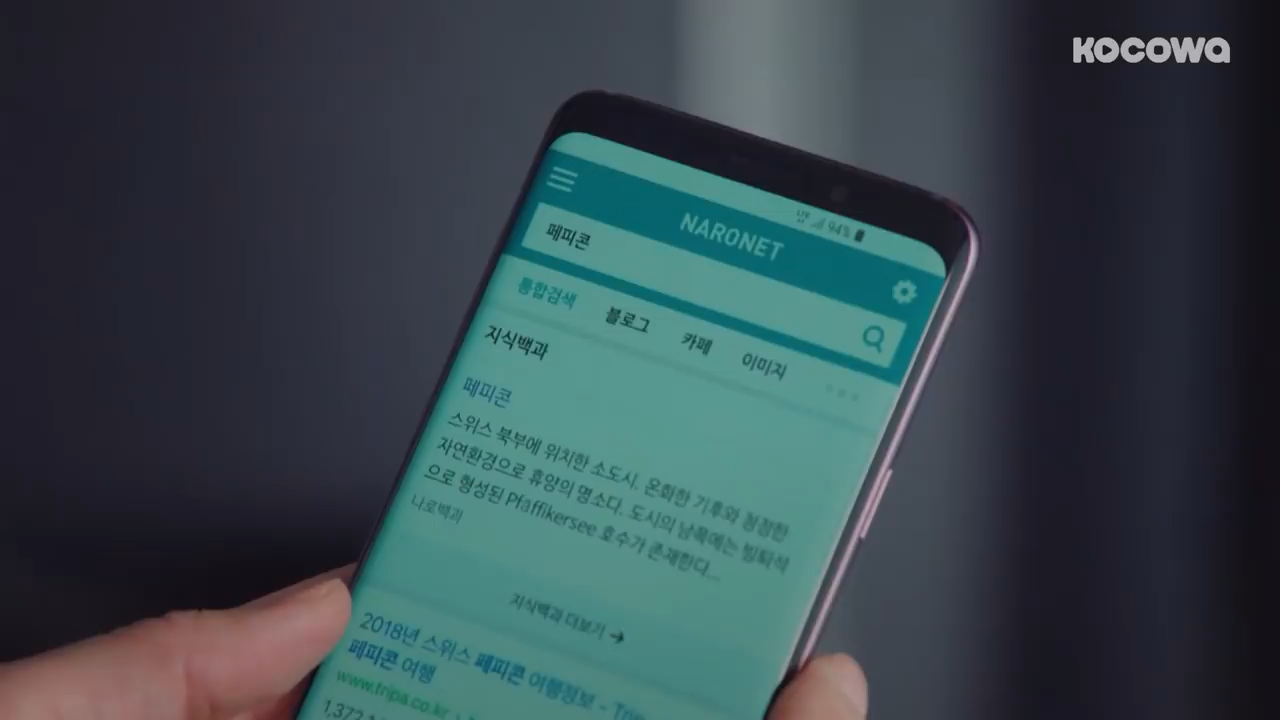 KOCOWA
94%
NARONET
페피콘
통합검색 블로그 카페 이미지
지식백과
페피콘
스위스 북부에 위치한 소도시. 온화한 기후와 청정한
자연환경으로 휴양의 명소다. 도시의 남쪽에는 빙퇴석
으로 형성된 Pfäffikersee 호수가 존재한다...
나로백과
지식백과 더보기 →
2018년 스위스 페피콘 여행정보 -
페피콘 여행
www.tripa.co.kr